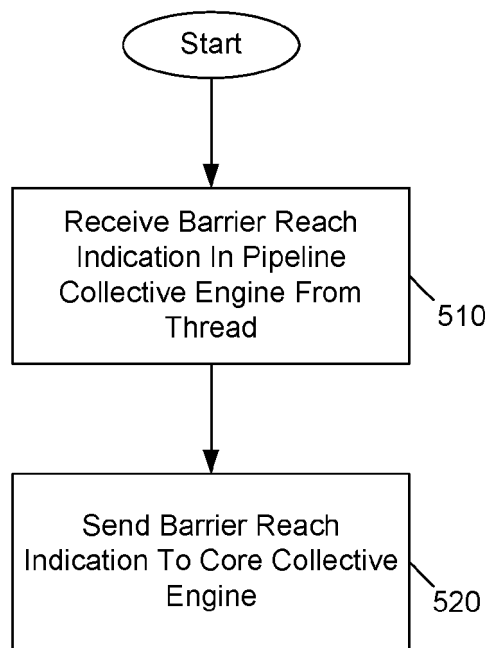 Start
Receive Barrier Reach
Indication In Pipeline
Collective Engine From
Thread
510
Send Barrier Reach
Indication To Core Collective
Engine
520